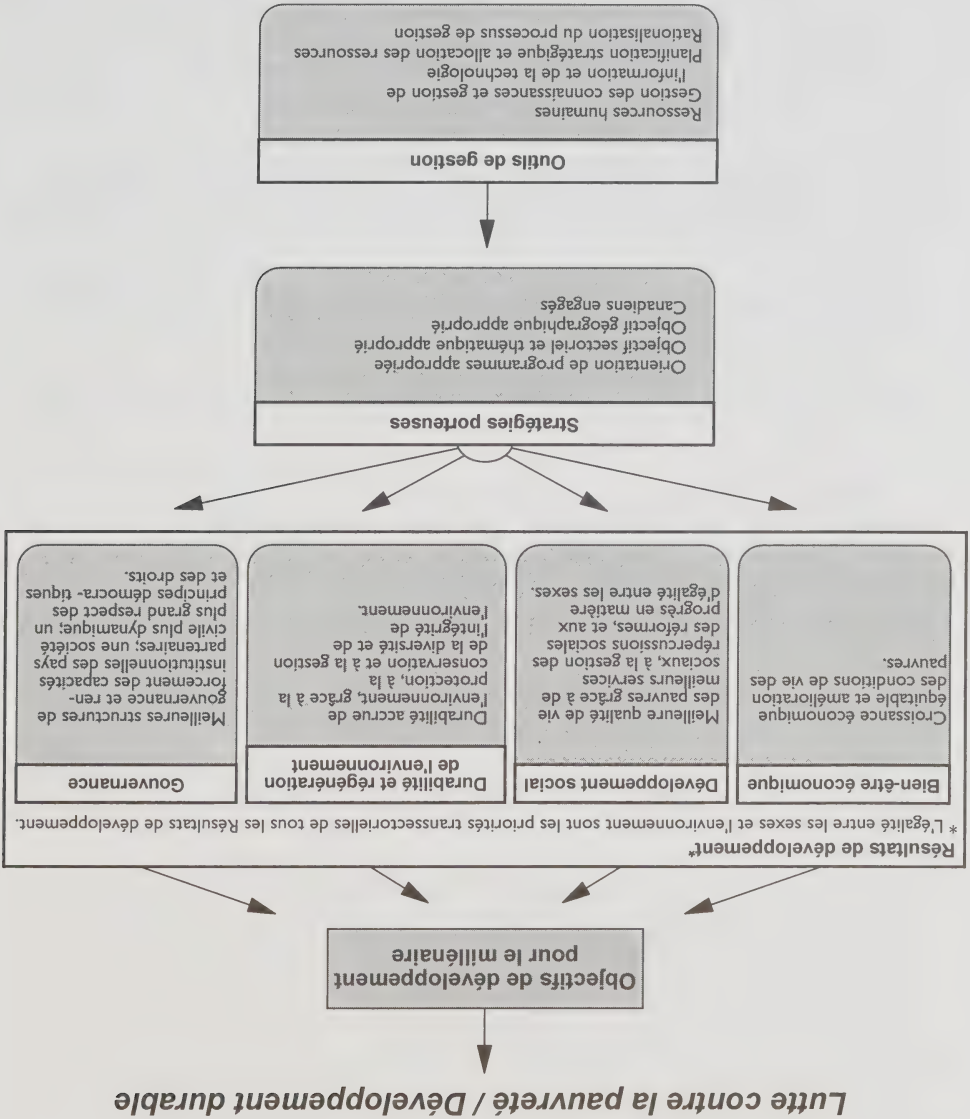 Lutte contre la pauvreté / Développement durable
Objectifs de développement
pour le millénaire
Résultats de développement*
* L'égalité entre les sexes et l'environnement sont les priorités transsectorielles de tous les Résultats de développement.
Bien-être économique
Croissance économique
équitable et amélioration
des conditions de vie des
pauvres.
Développement social
Meilleure qualité de vie
des pauvres grâce à de
meilleurs services
sociaux, à la gestion des
répercussions sociales
des réformes, et aux
progrès en matière
d'égalité entre les sexes.
Durabilité et régénération
de l'environnement
Durabilité accrue de
l'environnement, grâce à la
protection, à la
conservation et à la gestion
de la diversité et de
l'intégrité de
l'environnement.
Gouvernance
Meilleures structures de
gouvernance et ren-
forcement des capacités
institutionnelles des pays
partenaires; une société
civile plus dynamique; un
plus grand respect des
principes démocra- tiques
et des droits.
Stratégies porteuses
Orientation de programmes appropriée
Objectif sectoriel et thématique approprié
Objectif géographique approprié
Canadiens engagés
Outils de gestion
Ressources humaines
Gestion des connaissances et gestion de
l'information et de la technologie
Planification stratégique et allocation des ressources
Rationalisation du processus de gestion